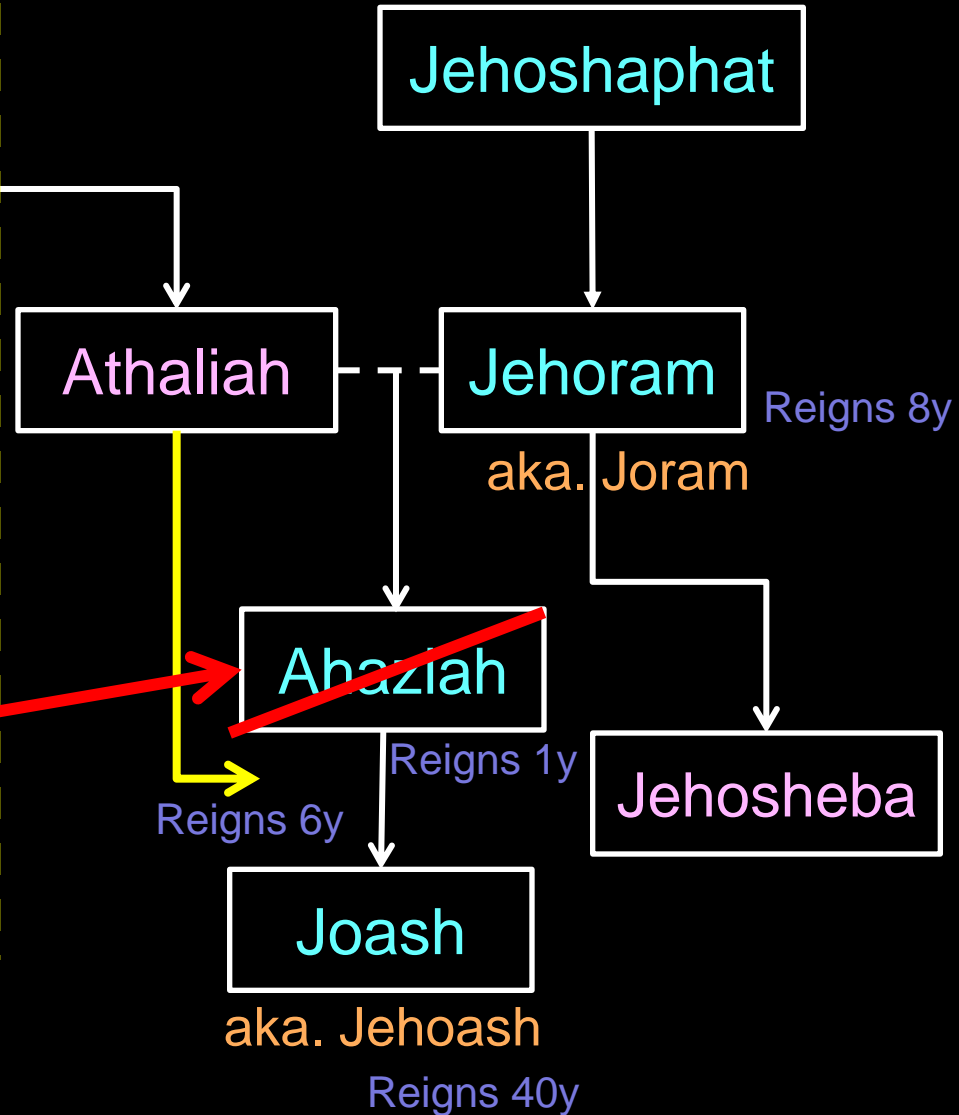 Jehoshaphat
Athaliah
Jehoram
Reigns 8y
aka. Joram
Ahaziah
Reigns 1y
Jehosheba
Reigns 6y
Joash
aka. Jehoash
Reigns 40y